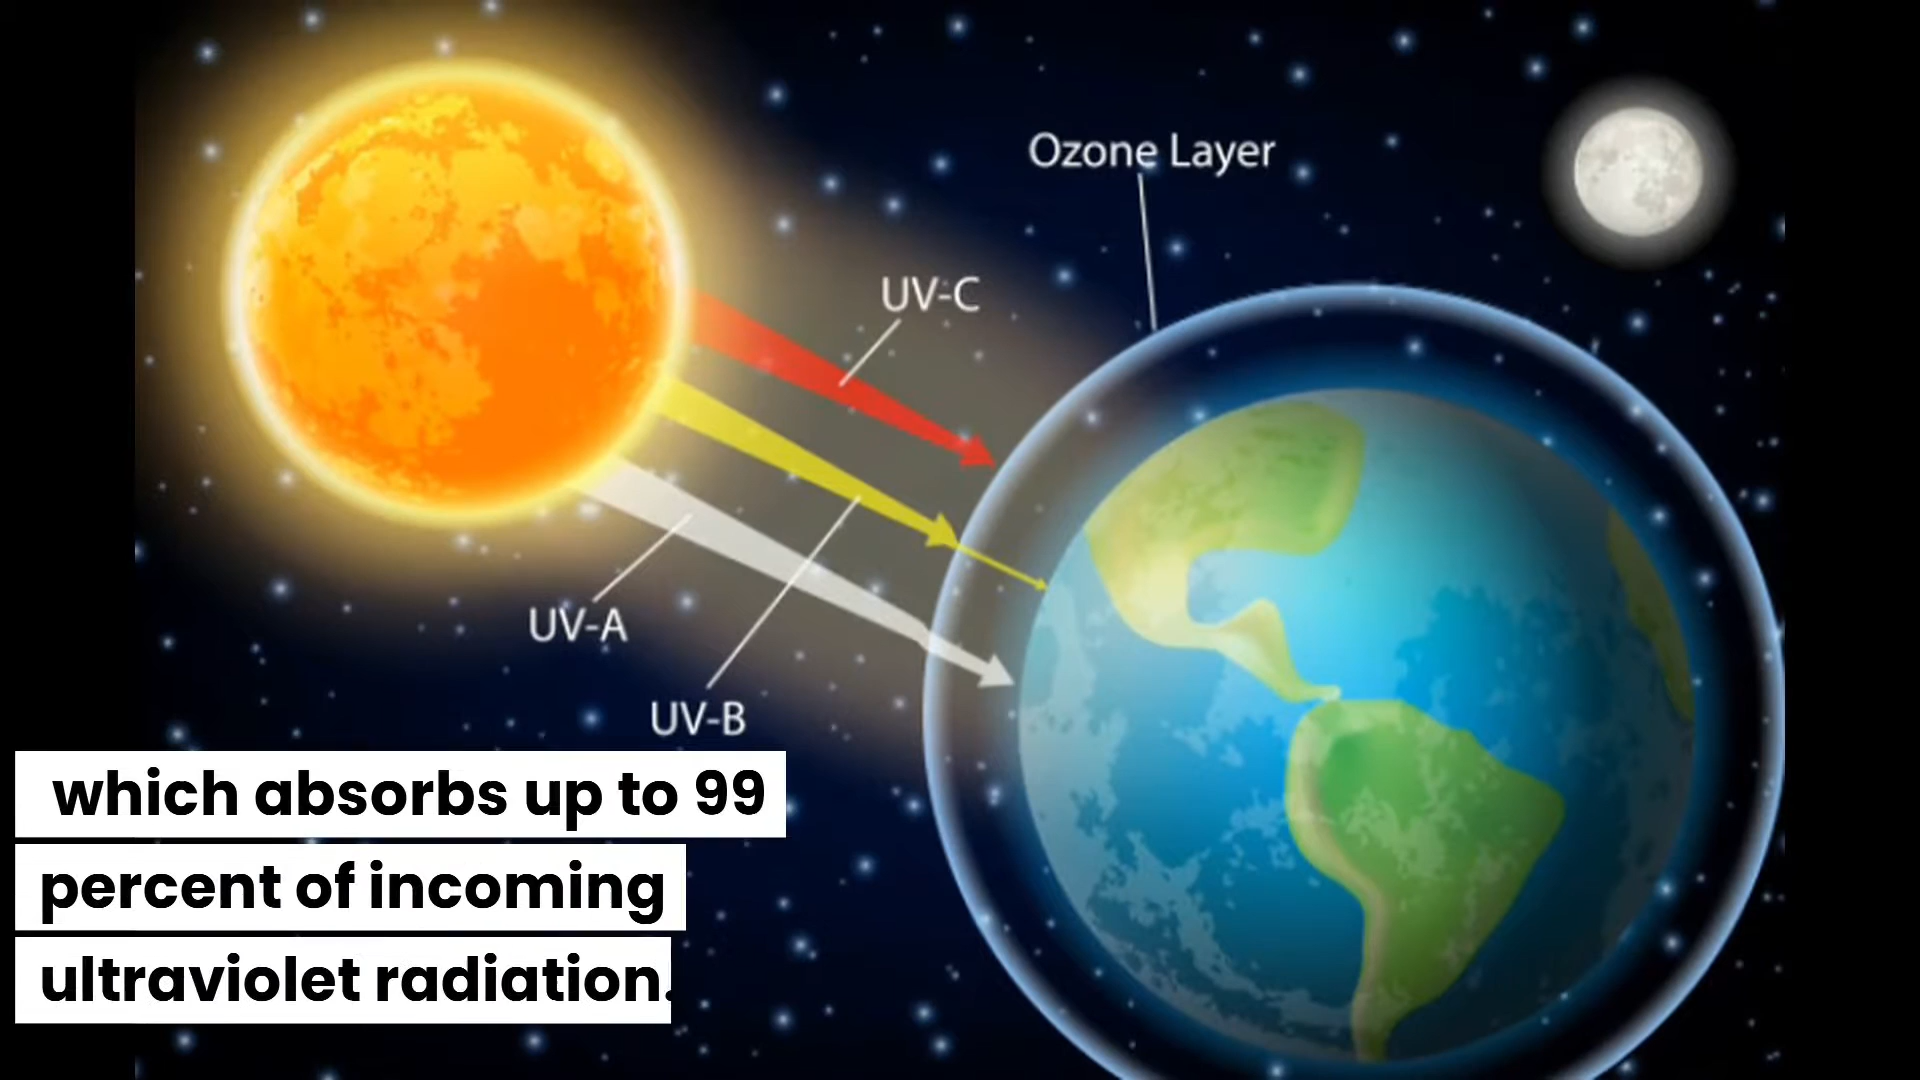 Ozone Layer
UV-C
UV-A
UV-B
which absorbs up to 99
percent of incoming
ultraviolet radiation.